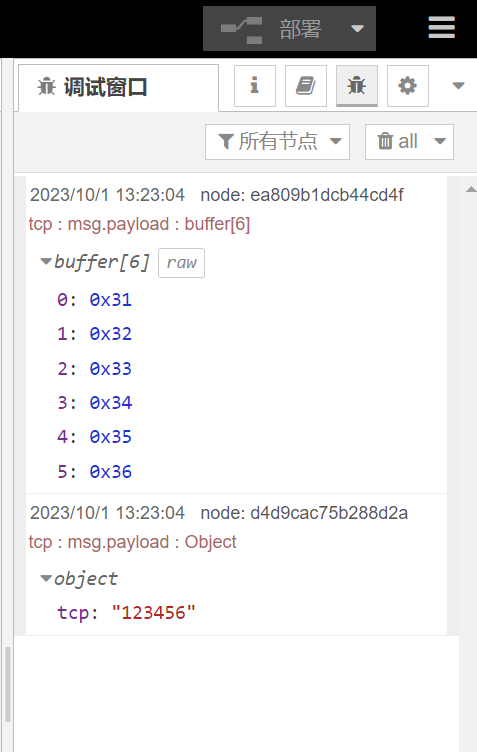 部署
调试窗口
所有节点
all
2023/10/1 13:23:04 node: ea809b1dcb44cd4f
tcp : msg.payload : buffer[6]
buffer[6] raw
0: 0x31
1: 0x32
2: 0x33
3: 0x34
4: 0x35
5: 0x36
2023/10/1 13:23:04 node: d4d9cac75b288d2a
tcp : msg.payload : Object
object
tcp: "123456"